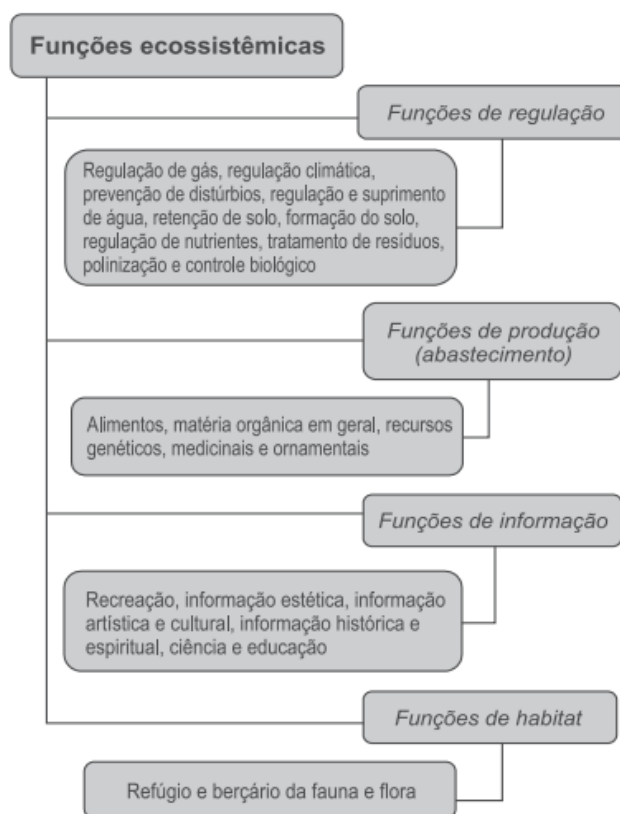 Funções ecossistêmicas
Funções de regulação
Regulação de gás, regulação climática,
prevenção de distúrbios, regulação e suprimento
de água, retenção de solo, formação do solo,
regulação de nutrientes, tratamento de resíduos,
polinização e controle biológico
Funções de produção
(abastecimento)
Alimentos, matéria orgânica em geral, recursos
genéticos, medicinais e ornamentais
Funções de informação
Recreação, informação estética, informação
artística e cultural, informação histórica e
espiritual, ciência e educação
Funções de habitat
Refúgio e berçário da fauna e flora